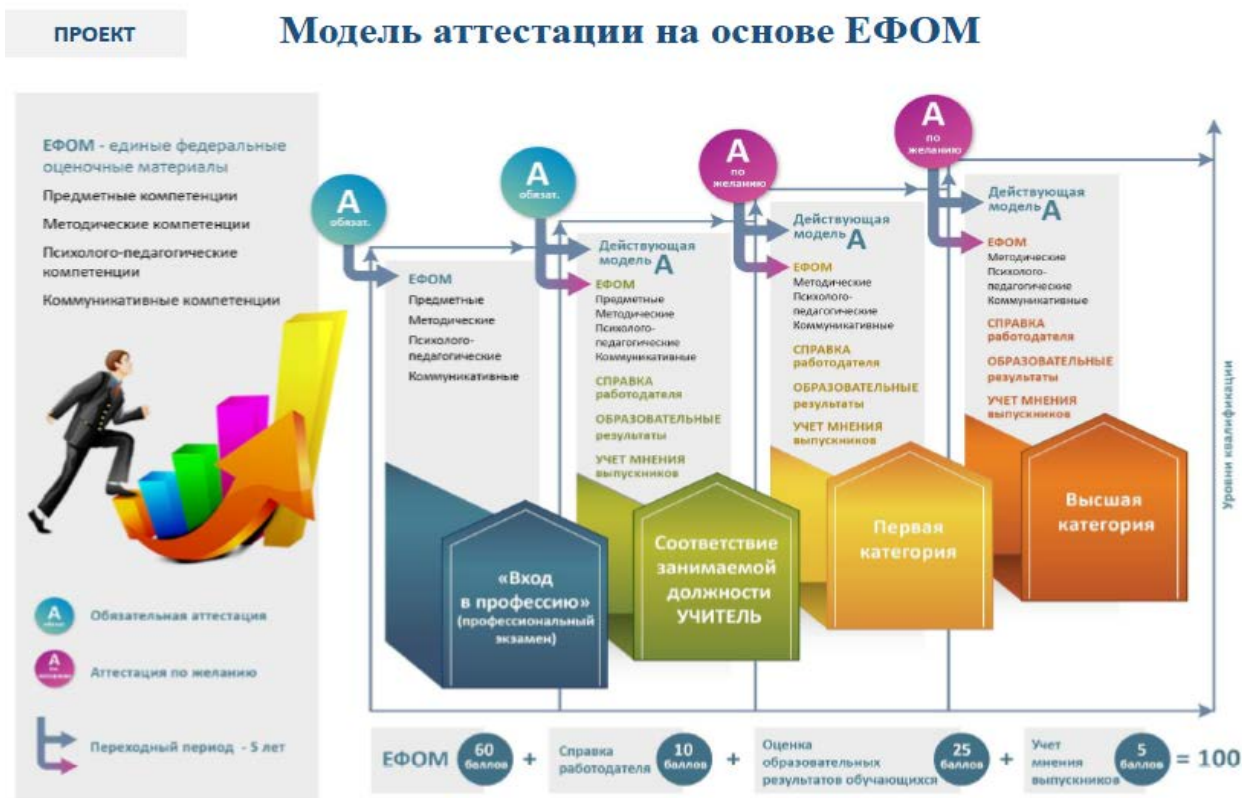 ПРОЕКТ
Модель аттестации на основе ЕФОМ
ЕФОМ - единые федеральные
оценочные материалы
Предметные компетенции
Методические компетенции
Психолого-педагогические
компетенции
Коммуникативные компетенции
А
обязат.
Обязательная аттестация
А
по
желанию
Аттестация по желанию
Переходный период - 5 лет
А
обязат.
ЕФОМ
Предметные
Методические
Психолого-
педагогические
Коммуникативные
«Вход
в профессию»
(профессиональный
экзамен)
А
обязат.
Действующая
модель А
ЕФОМ
Предметные
Методические
Психолого-
педагогические
Коммуникативные
СПРАВКА
работодателя
ОБРАЗОВАТЕЛЬНЫЕ
результаты
УЧЕТ МНЕНИЯ
выпускников
Соответствие
занимаемой
должности
УЧИТЕЛЬ
А
по
желанию
Действующая
модель А
ЕФОМ
Методические
Психолого-
педагогические
Коммуникативные
СПРАВКА
работодателя
ОБРАЗОВАТЕЛЬНЫЕ
результаты
УЧЕТ МНЕНИЯ
выпускников
Первая
категория
А
по
желанию
Действующая
модель А
ЕФОМ
Методические
Психолого-
педагогические
Коммуникативные
СПРАВКА
работодателя
ОБРАЗОВАТЕЛЬНЫЕ
результаты
УЧЕТ МНЕНИЯ
выпускников
Высшая
категория
Уровни квалификации
ЕФОМ 60 баллов +
Справка
работодателя
10 баллов +
Оценка
образовательных
результатов обучающихся
25 баллов +
Учет
мнения
выпускников
5 баллов = 100